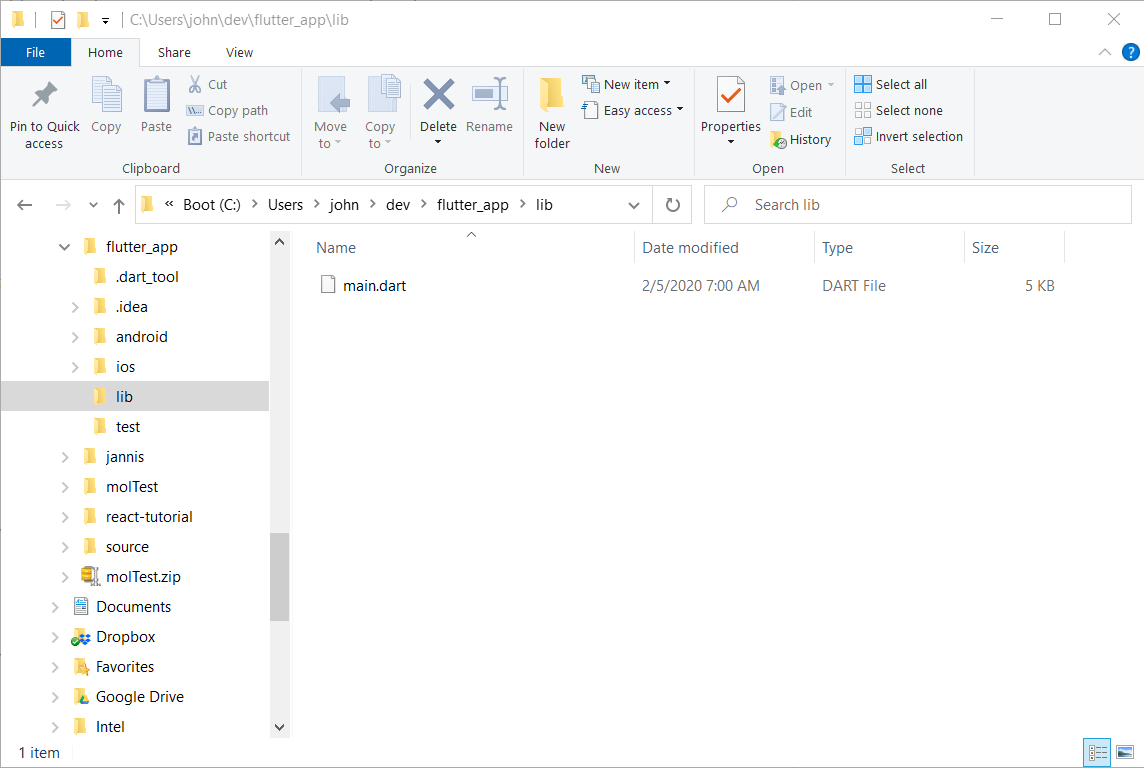 C:\Users\john\dev\flutter_app\lib
File Home Share View
?
Pin to Quick access
Copy
Paste
Cut
Copy path
Paste shortcut
Clipboard
Move to
Copy to
Delete
Rename
Organize
New folder
New item
Easy access
New
Properties
Open
Edit
History
Open
Select all
Select none
Invert selection
Select
« Boot (C:) > Users > john > dev > flutter_app > lib
Search lib
flutter_app
.dart_tool
.idea
android
ios
lib
test
jannis
molTest
react-tutorial
source
molTest.zip
Documents
Dropbox
Favorites
Google Drive
Intel
Name Date modified Type Size
main.dart 2/5/2020 7:00 AM DART File 5 KB
1 item